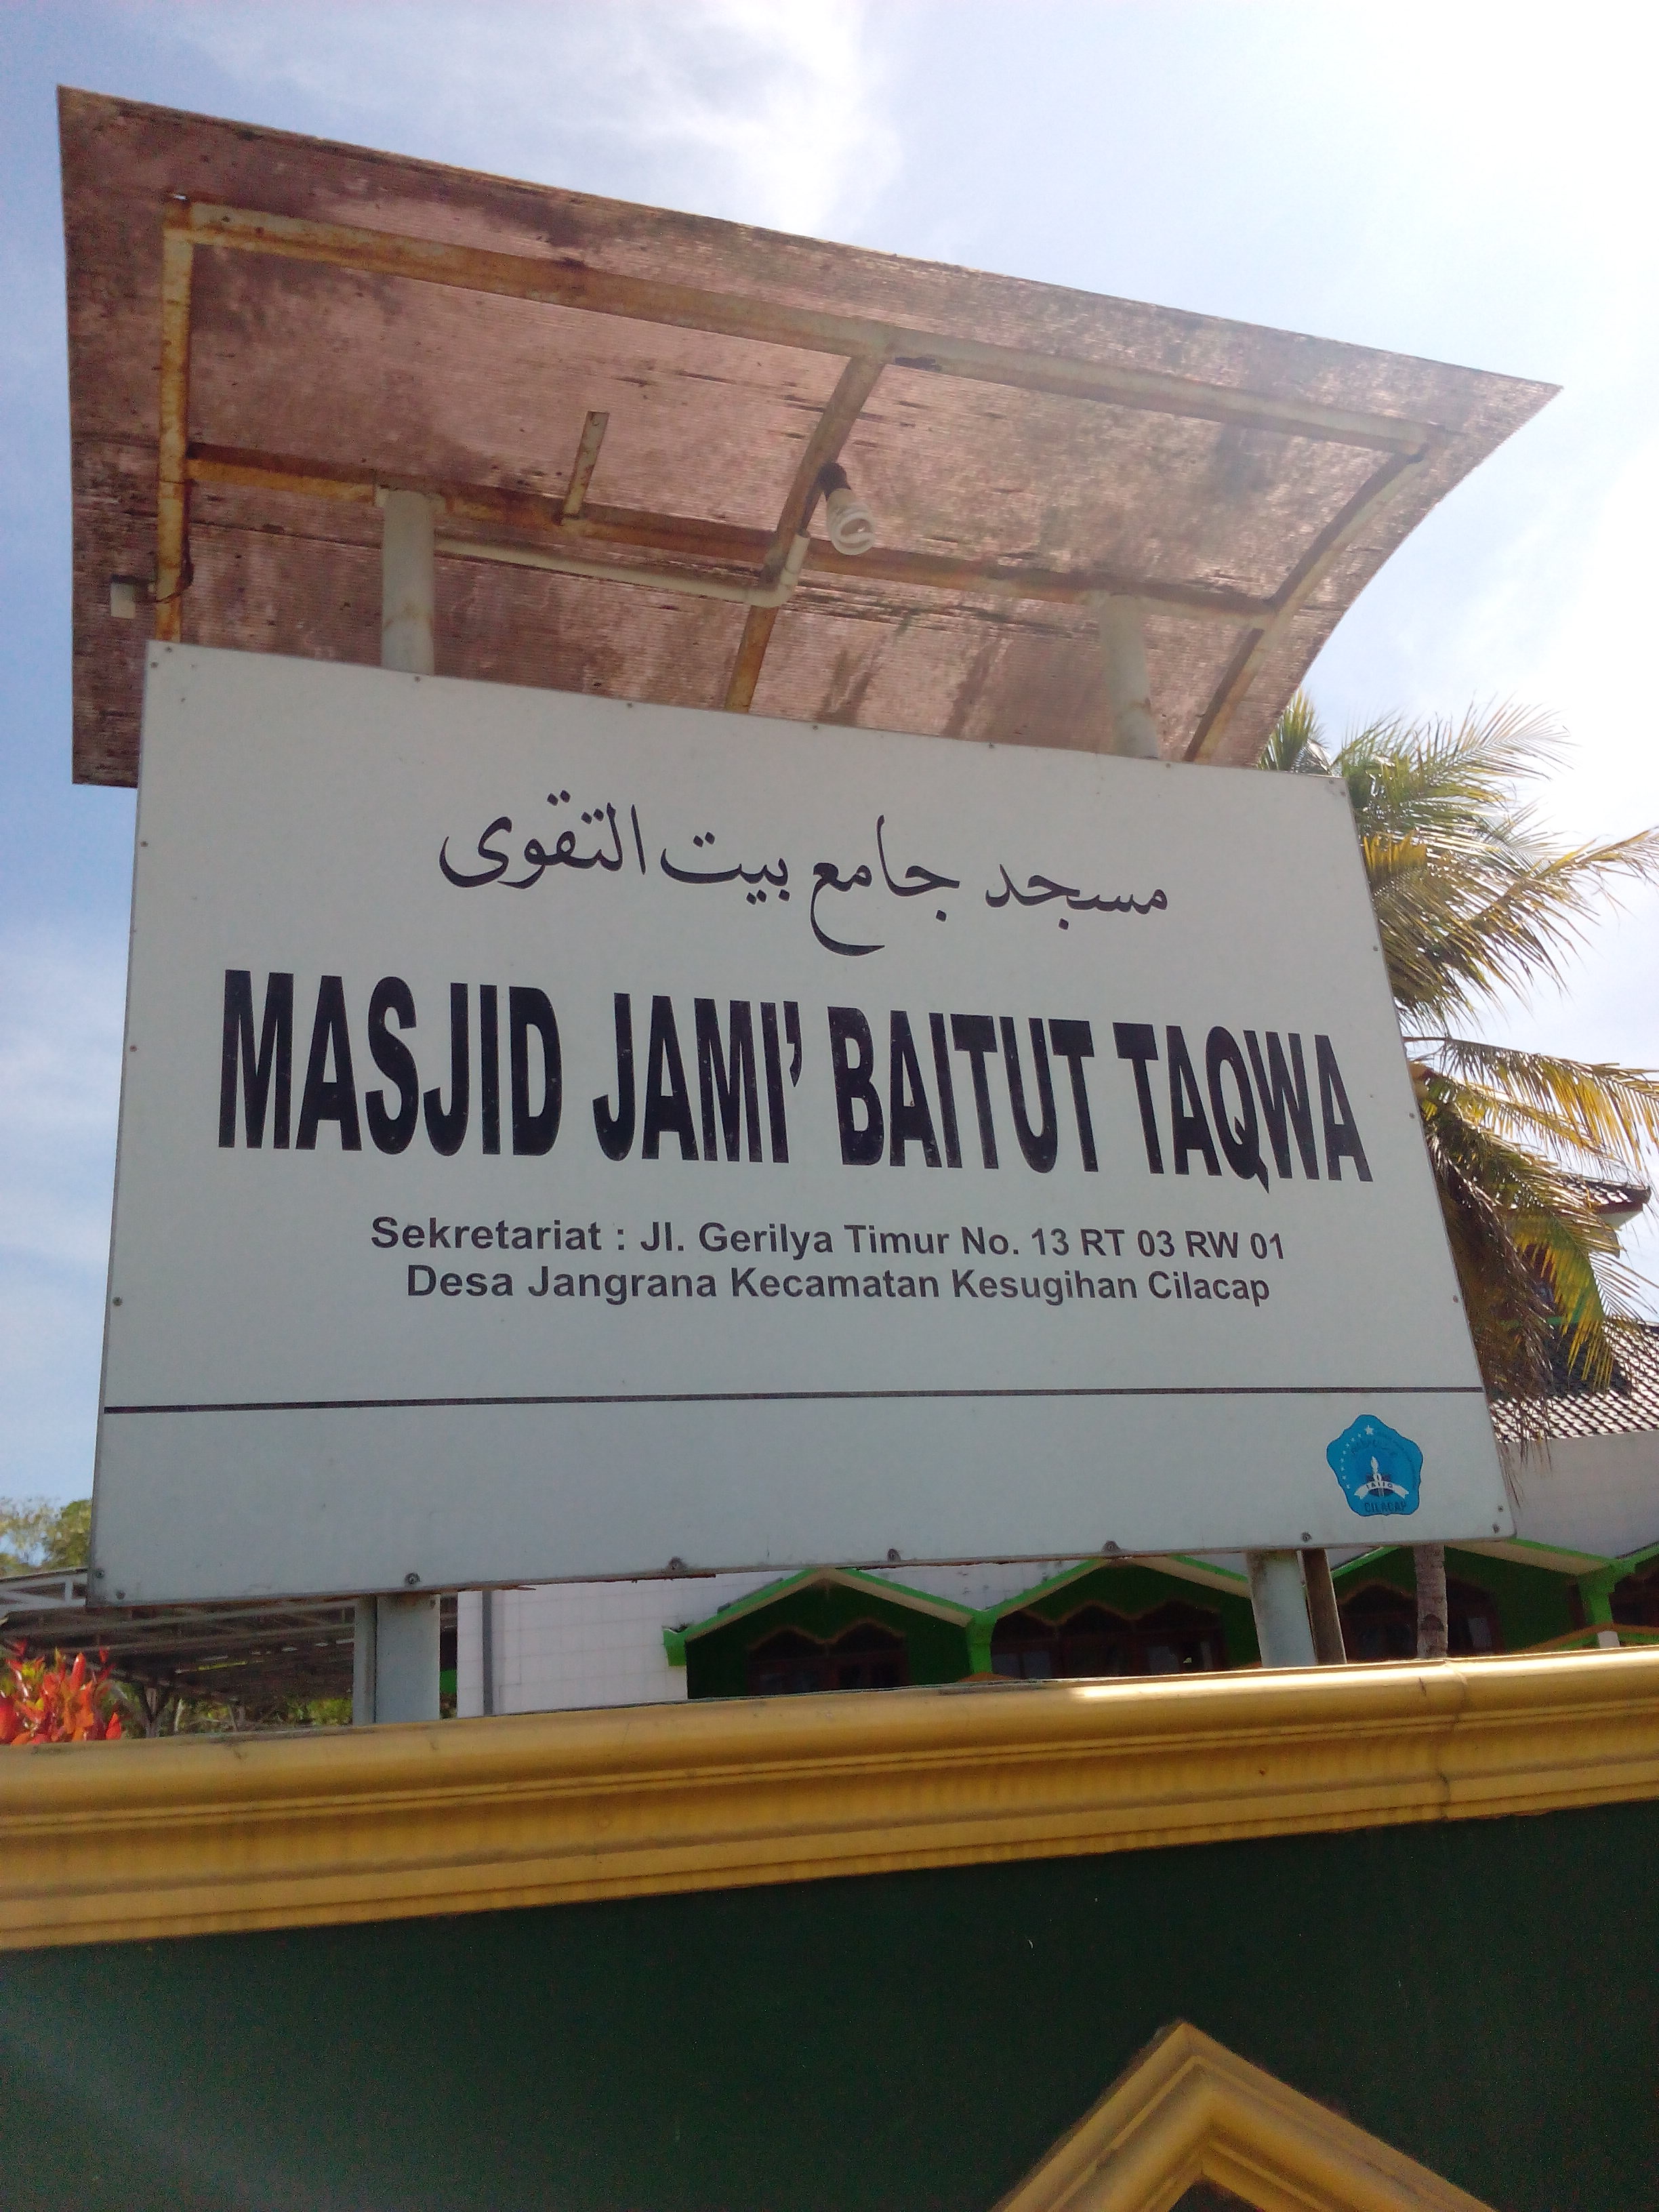 مسجد جامع بيت التقوى
MASJID JAMI' BAITUT TAQWA
Sekretariat : Jl. Gerilya Timur No. 13 RT 03 RW 01
Desa Jangrana Kecamatan Kesugihan Cilacap
CILACAP